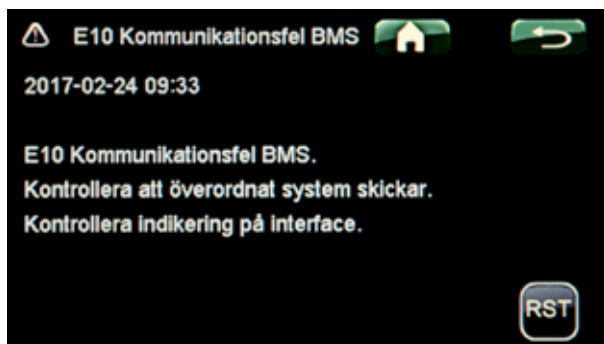 E10 Kommunikationsfel BMS
2017-02-24 09:33
E10 Kommunikationsfel BMS.
Kontrollera att överordnat system skickar.
Kontrollera indikering på interface.
RST